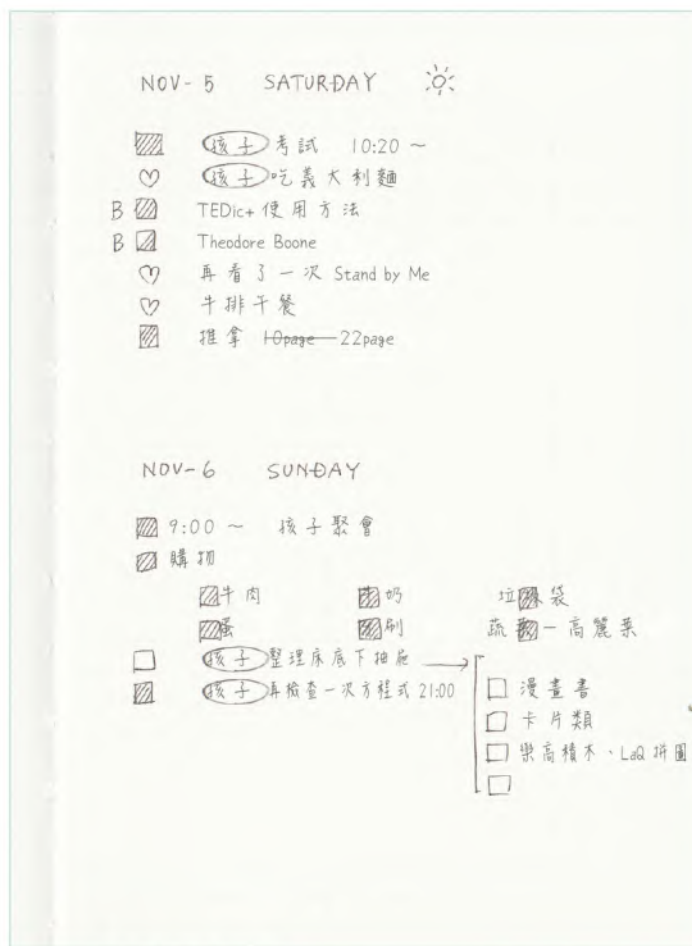 NOV-5 SATURDAY
孩子 考試 10:20 ~
孩子 吃義大利麵
B TEDic+ 使用方法
B Theodore Boone
再看了一次 Stand by Me
牛排午餐
推拿 10page 22page
NOV-6 SUNDAY
9:00 ~ 孩子聚會
購物
牛肉 奶 垃 袋
蛋 刷 蔬 - 高麗菜
孩子 整理床底下抽屜
孩子 再檢查一次方程式 21:00
漫畫書
卡片類
樂高積木、LaQ 拼圖